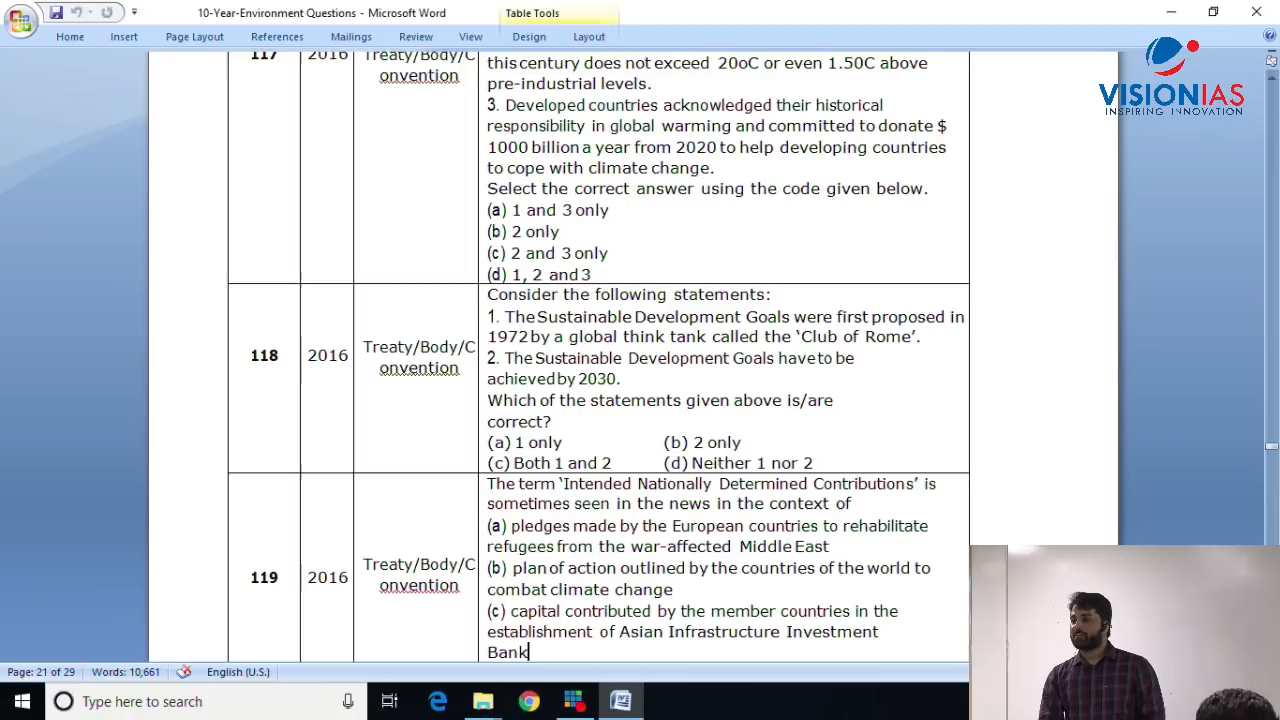 10-Year-Environment Questions - Microsoft Word
Table Tools
Home Insert Page Layout References Mailings Review View Design Layout
VISIONIAS
INSPIRING INNOVATION
117 2016 Treaty/Body/C
onvention
this century does not exceed 20oC or even 1.50C above
pre-industrial levels.
3. Developed countries acknowledged their historical
responsibility in global warming and committed to donate $
1000 billion a year from 2020 to help developing countries
to cope with climate change.
Select the correct answer using the code given below.
(a) 1 and 3 only
(b) 2 only
(c) 2 and 3 only
(d) 1, 2 and 3
118 2016 Treaty/Body/C
onvention
Consider the following statements:
1. The Sustainable Development Goals were first proposed in
1972 by a global think tank called the ‘Club of Rome’.
2. The Sustainable Development Goals have to be
achieved by 2030.
Which of the statements given above is/are
correct?
(a) 1 only (b) 2 only
(c) Both 1 and 2 (d) Neither 1 nor 2
119 2016 Treaty/Body/C
onvention
The term ‘Intended Nationally Determined Contributions’ is
sometimes seen in the news in the context of
(a) pledges made by the European countries to rehabilitate
refugees from the war-affected Middle East
(b) plan of action outlined by the countries of the world to
combat climate change
(c) capital contributed by the member countries in the
establishment of Asian Infrastructure Investment
Bank
Page: 21 of 29 Words: 10,661 English (U.S.)
Type here to search